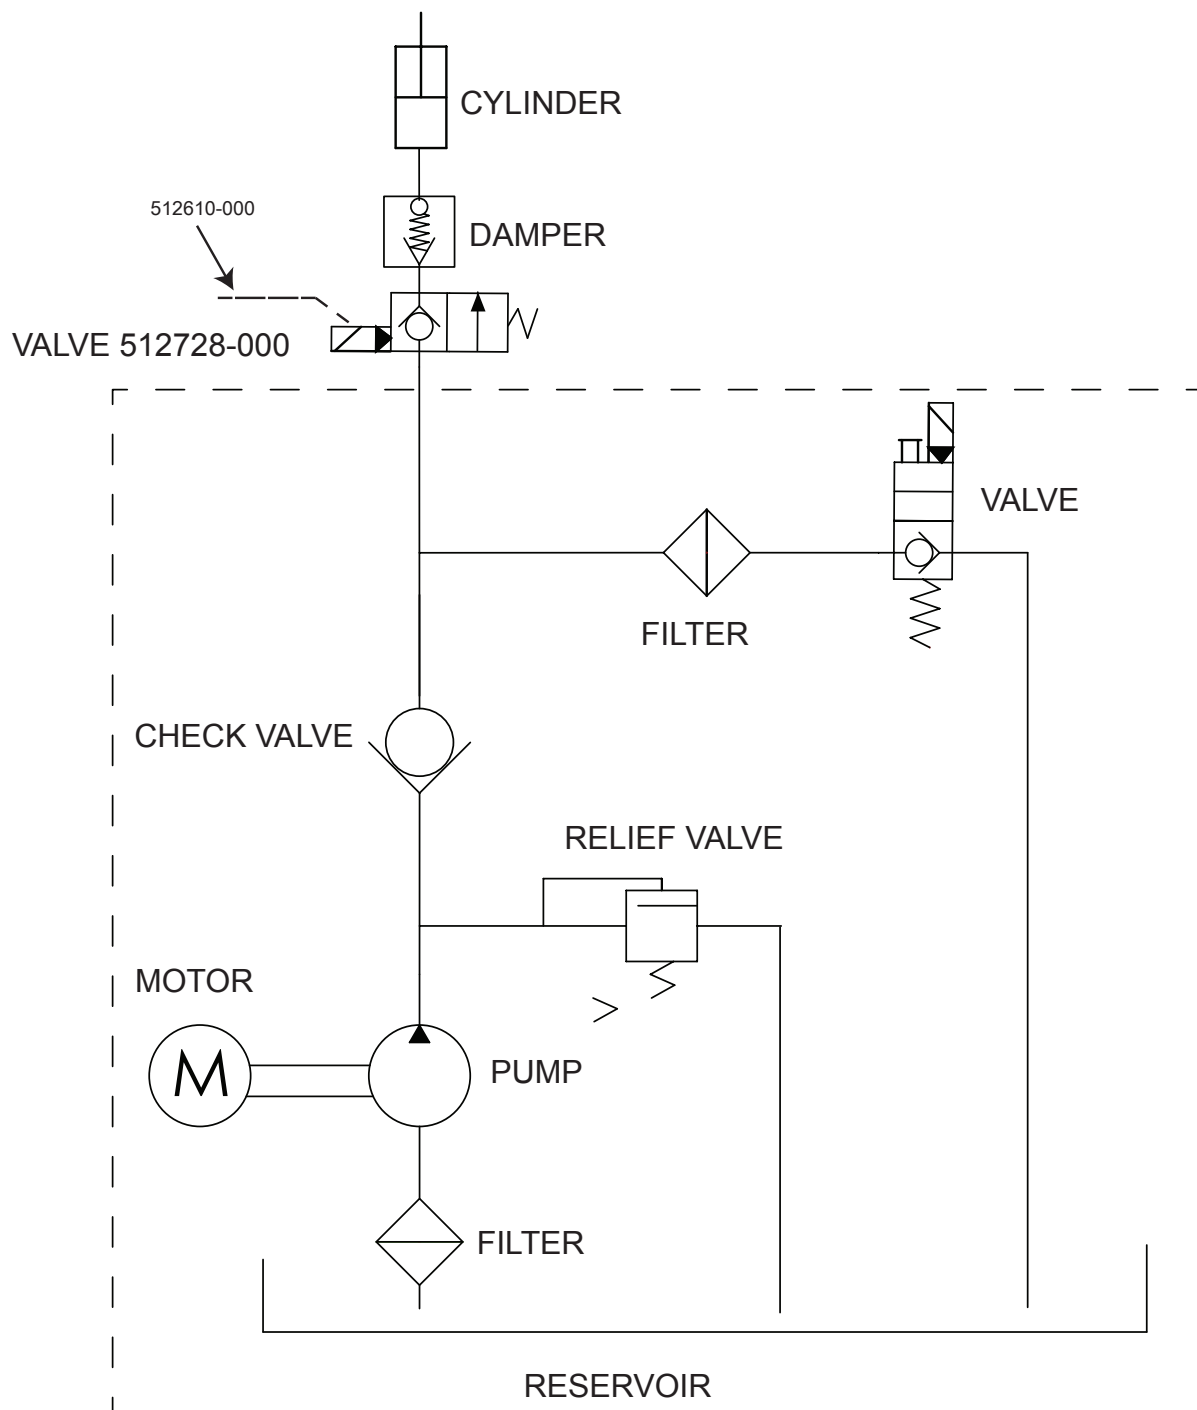 CYLINDER
512610-000
DAMPER
VALVE 512728-000
VALVE
FILTER
CHECK VALVE
RELIEF VALVE
MOTOR
M
PUMP
FILTER
RESERVOIR